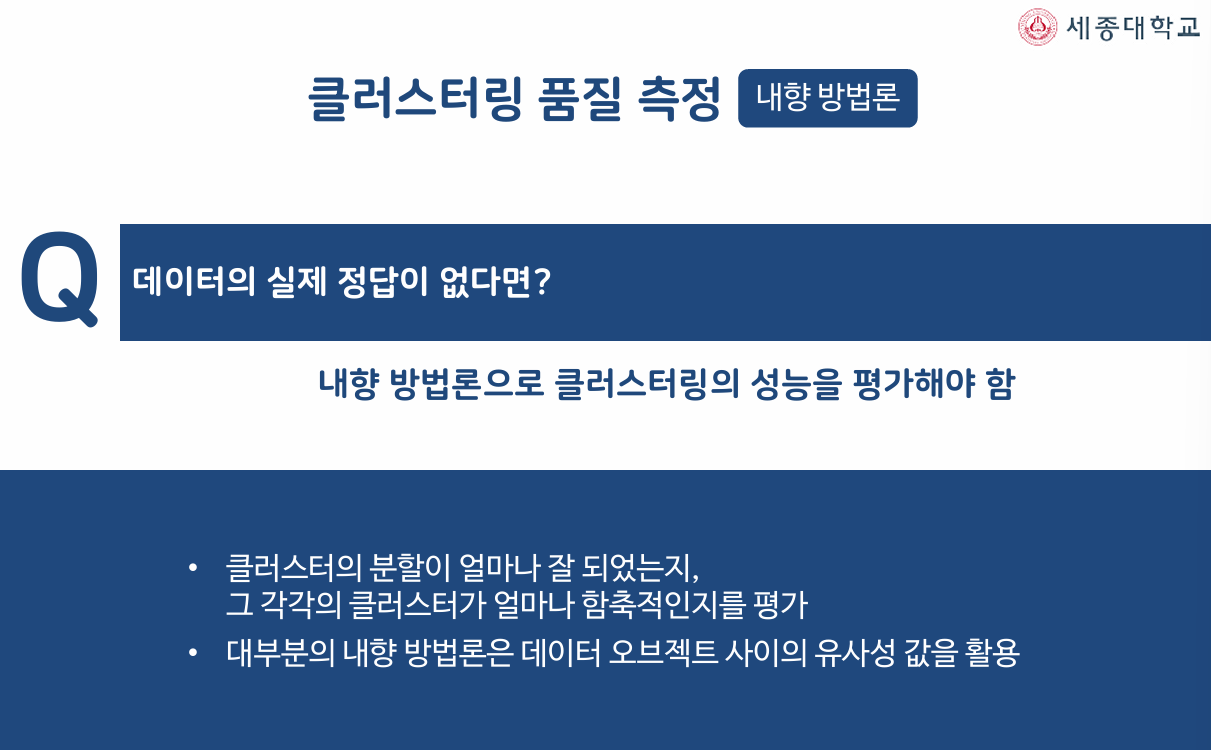 세종대학교
클러스터링 품질 측정 내향 방법론
Q 데이터의 실제 정답이 없다면?
내향 방법론으로 클러스터링의 성능을 평가해야 함
• 클러스터의 분할이 얼마나 잘 되었는지,
그 각각의 클러스터가 얼마나 함축적인지를 평가
• 대부분의 내향 방법론은 데이터 오브젝트 사이의 유사성 값을 활용